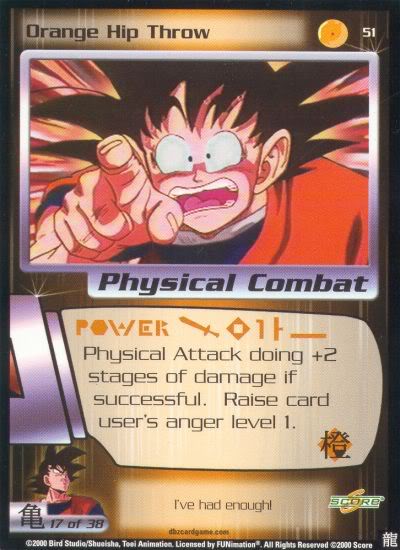 Orange Hip Throw 51
Physical Combat
POWER
Physical Attack doing +2
stages of damage if
successful. Raise card
user's anger level 1.
橙
亀 17 of 38
I've had enough!
SCORE
dbzcardgame.com
©2000 Bird Studio/Shueisha, Toei Animation. Licensed by FUNimation®. All Rights Reserved ©2000 Score
龍